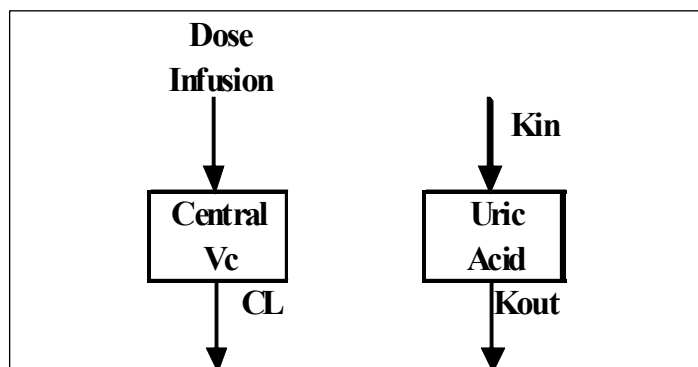 Dose
Infusion
Kin
Central
Vc
Uric
Acid
CL
Kout